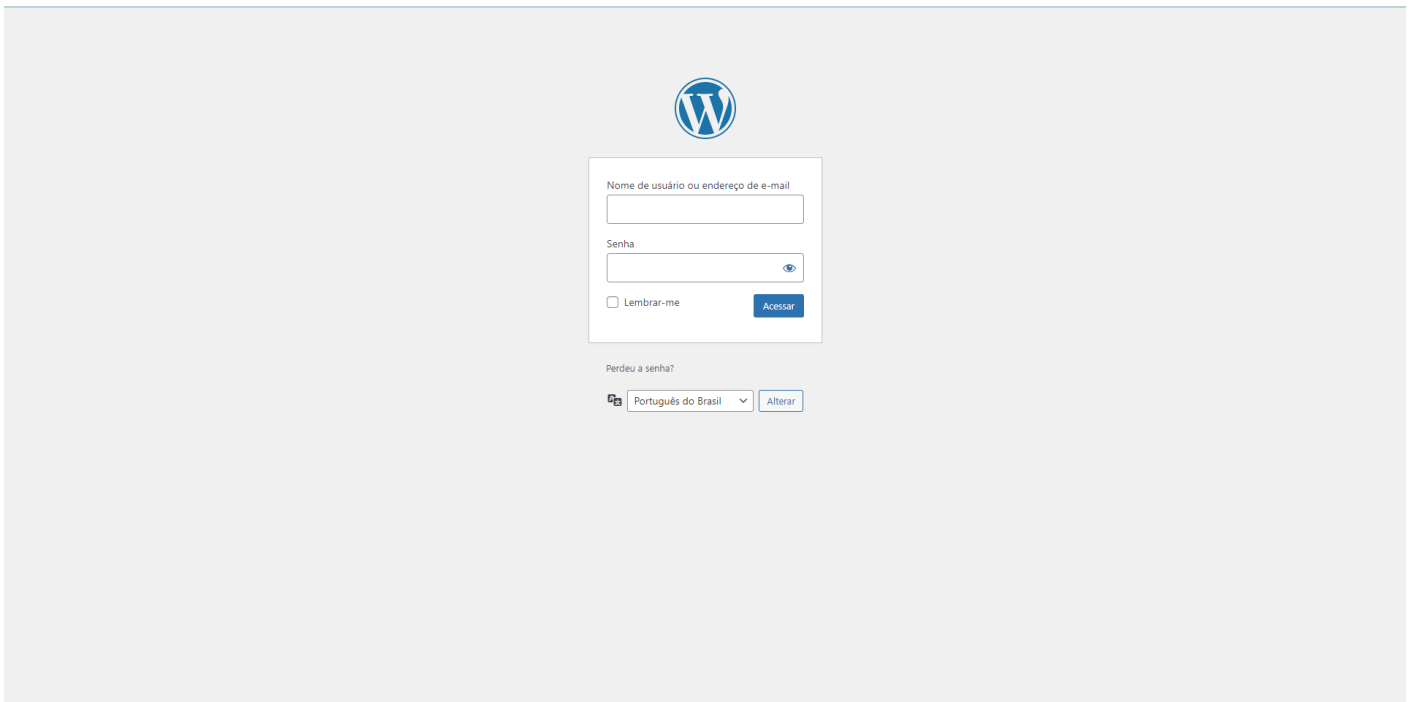 Nome de usuário ou endereço de e-mail
Senha
Lembrar-me
Acessar
Perdeu a senha?
Português do Brasil
Alterar